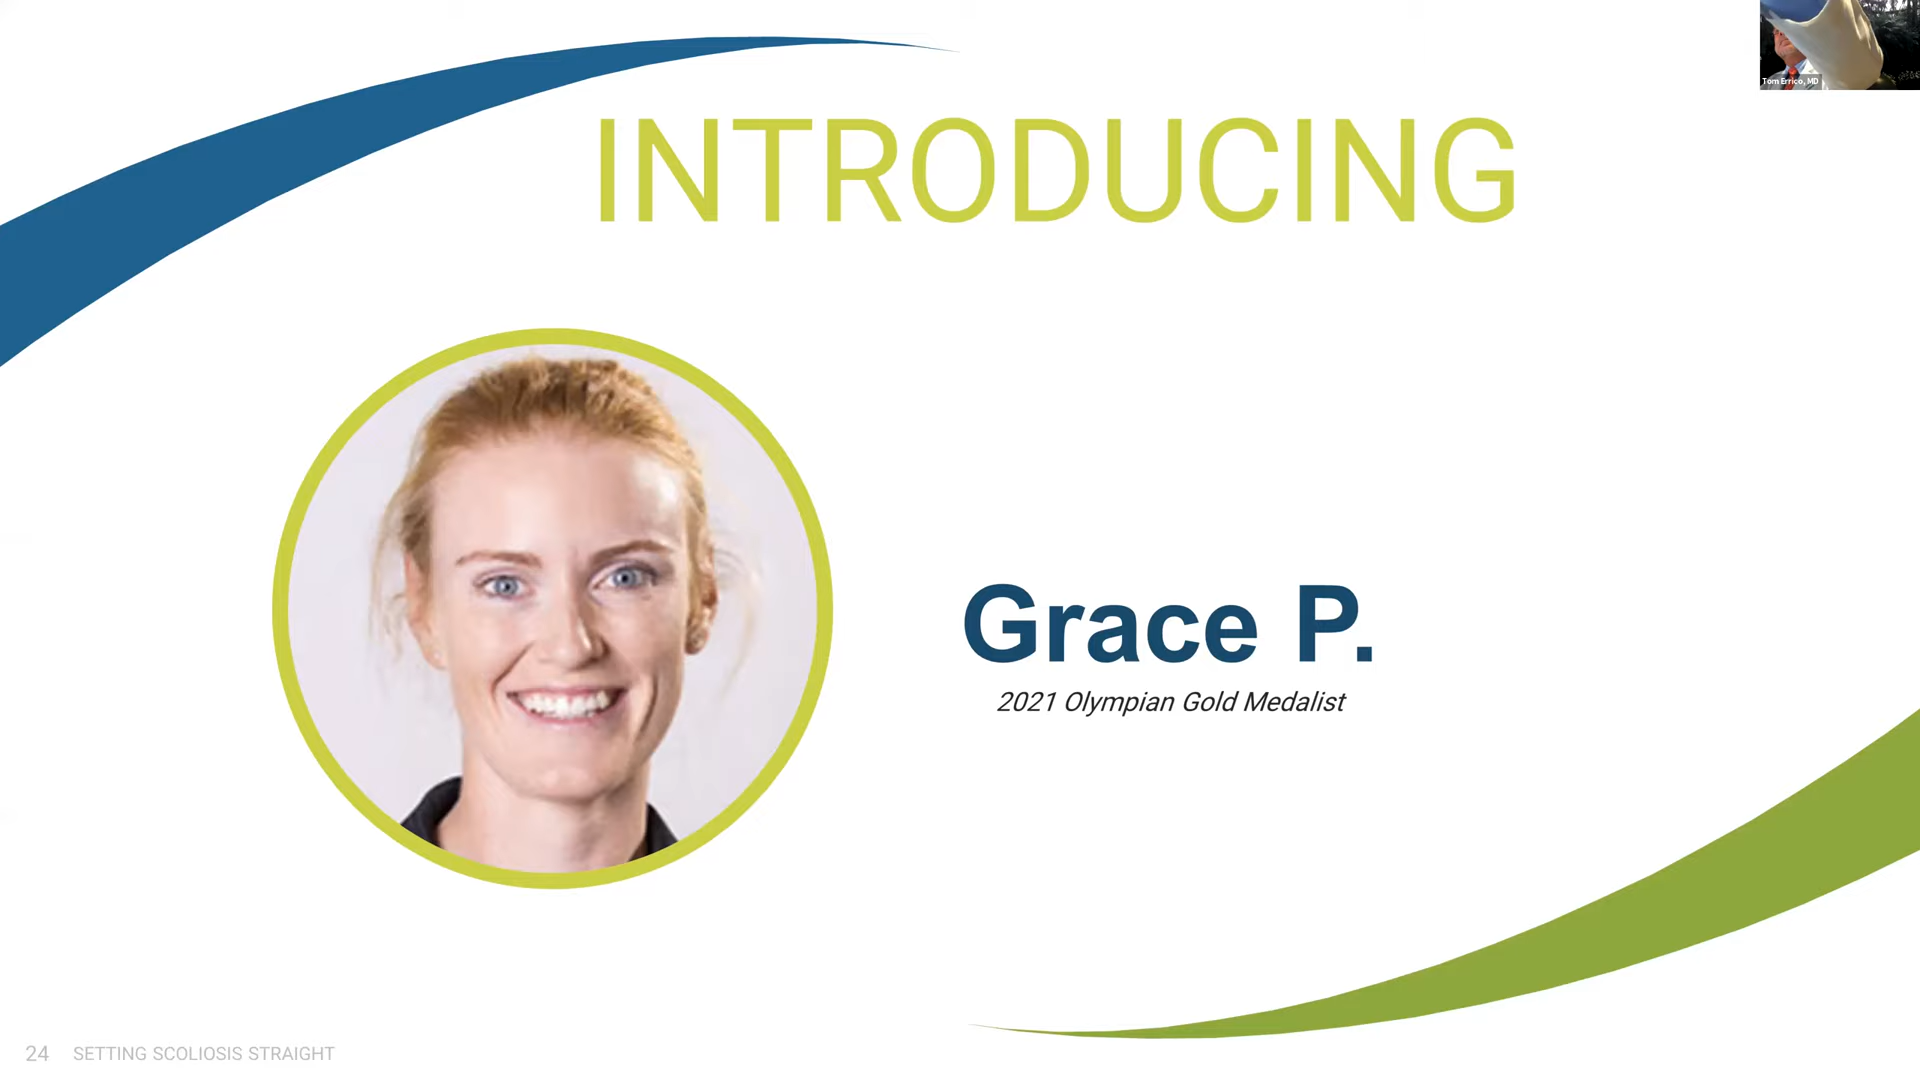 Tom Errico, MD
INTRODUCING
Grace P.
2021 Olympian Gold Medalist
24 SETTING SCOLIOSIS STRAIGHT